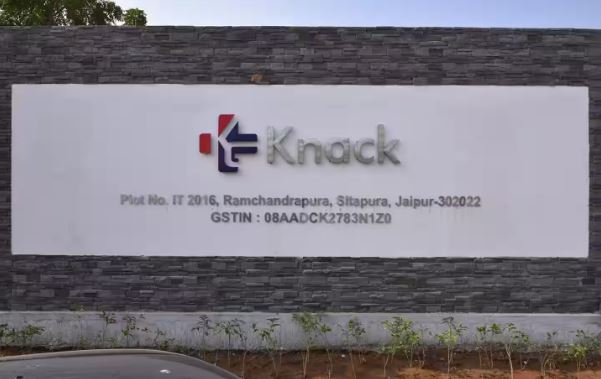 Knack
Plot No. IT 2016, Ramchandrapura, Sitapura, Jaipur-302022
GSTIN : 08AADCK2783N1Z0